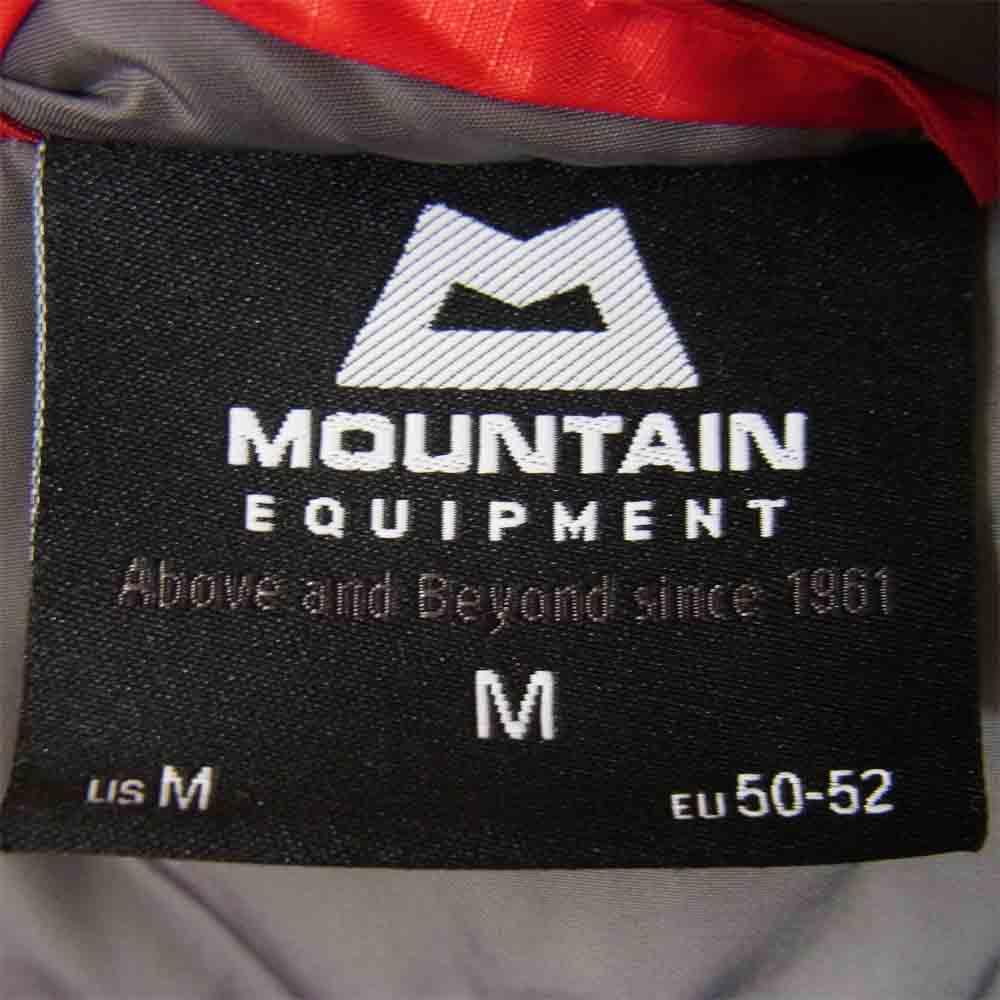 MOUNTAIN
EQUIPMENT
Above and Beyond since 1961
M
US M EU 50-52